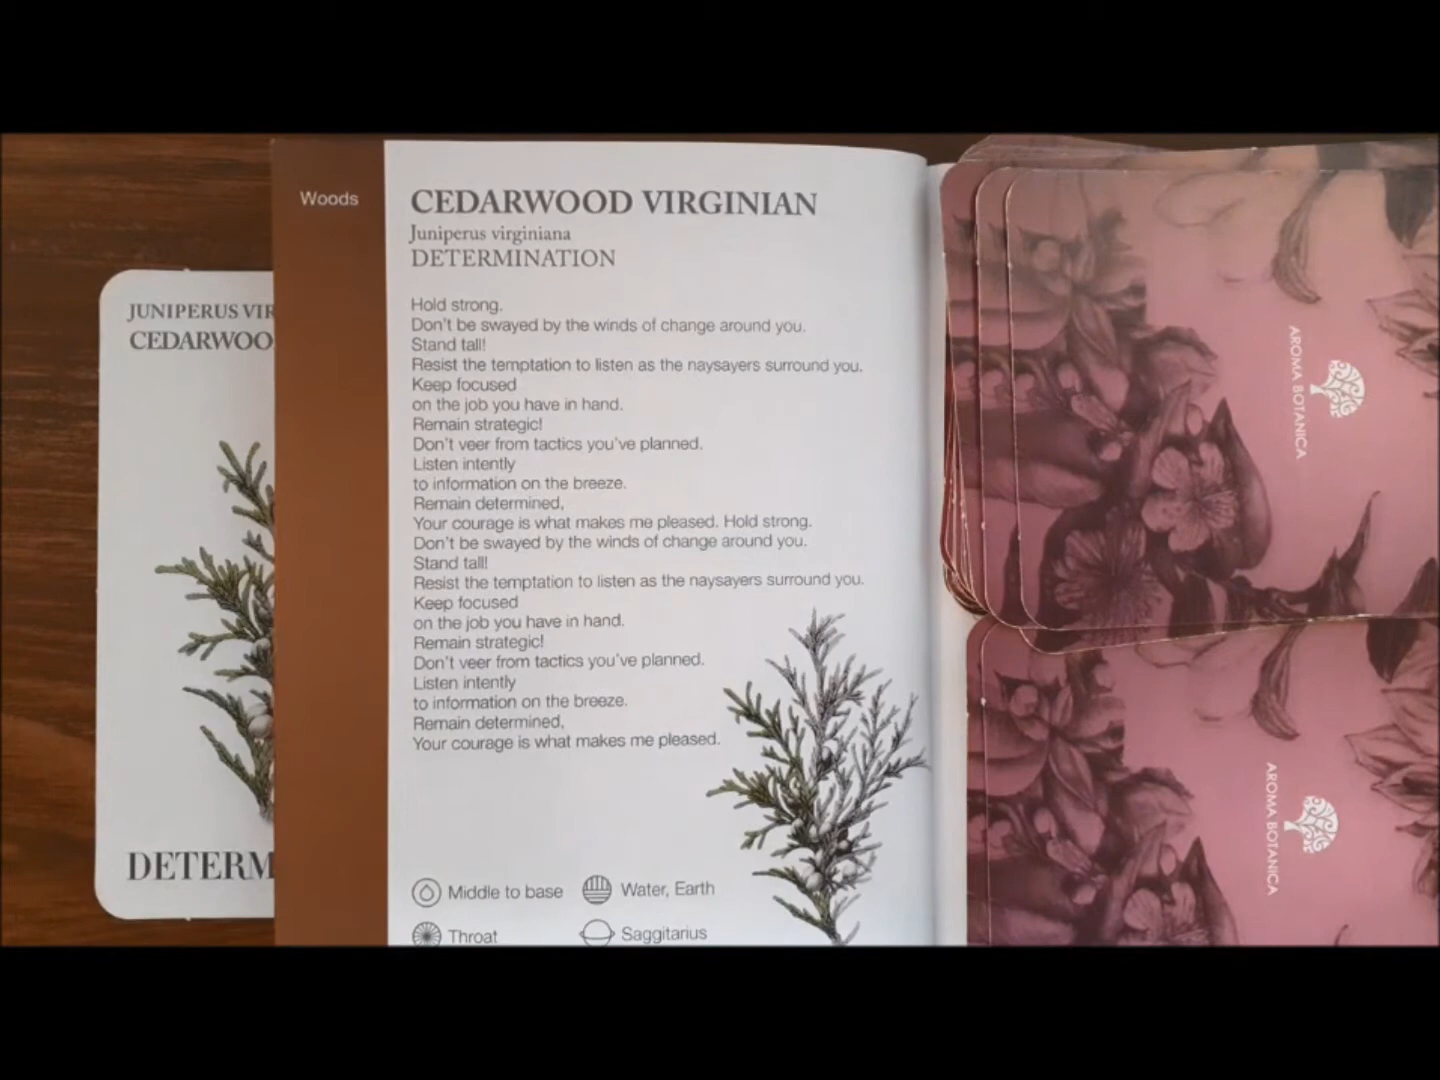 JUNIPERUS VIR
CEDARWOO
DETERM
Woods
CEDARWOOD VIRGINIAN
Juniperus virginiana
DETERMINATION
Hold strong.
Don't be swayed by the winds of change around you.
Stand tall!
Resist the temptation to listen as the naysayers surround you.
Keep focused
on the job you have in hand.
Remain strategic!
Don't veer from tactics you've planned.
Listen intently
to information on the breeze.
Remain determined,
Your courage is what makes me pleased. Hold strong.
Don't be swayed by the winds of change around you.
Stand tall!
Resist the temptation to listen as the naysayers surround you.
Keep focused
on the job you have in hand.
Remain strategic!
Don't veer from tactics you've planned.
Listen intently
to information on the breeze.
Remain determined,
Your courage is what makes me pleased.
Middle to base
Water, Earth
Throat
Saggitarius
AROMA BOTANICA
AROMA BOTANICA